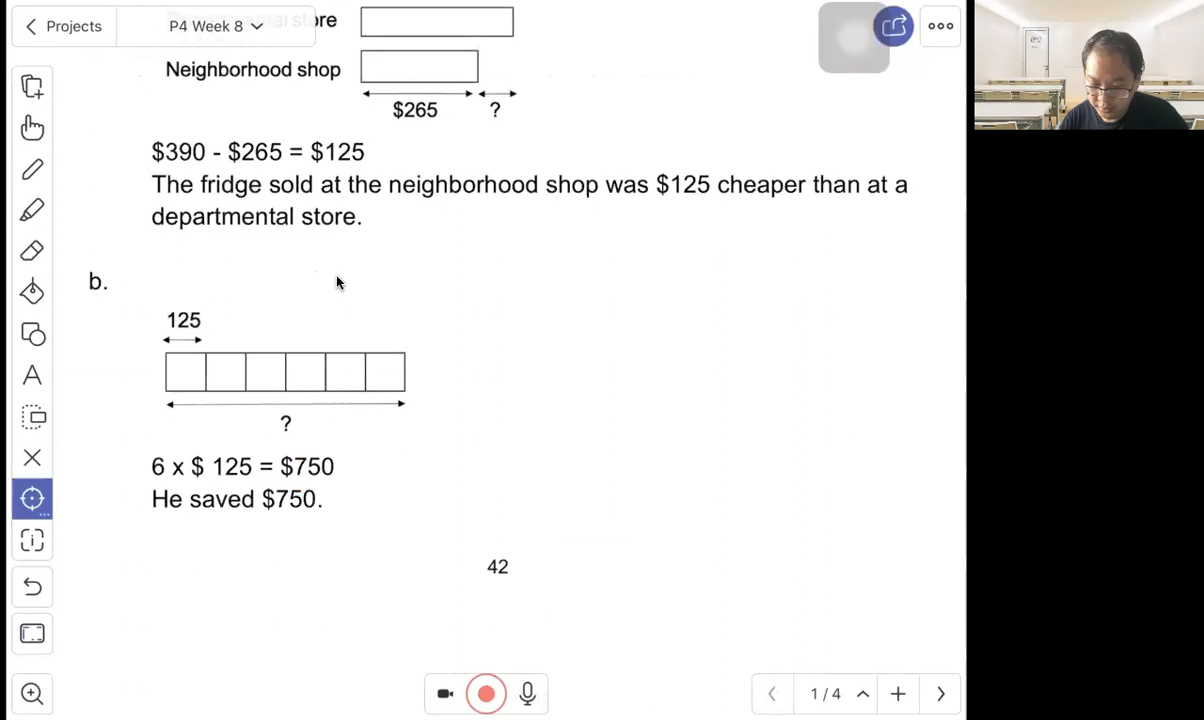 Projects
P4 Week 8
store
Neighborhood shop
$265
?
$390 - $265 = $125
The fridge sold at the neighborhood shop was $125 cheaper than at a
departmental store.
b.
125
?
6 x $ 125 = $750
He saved $750.
42
A
1 / 4